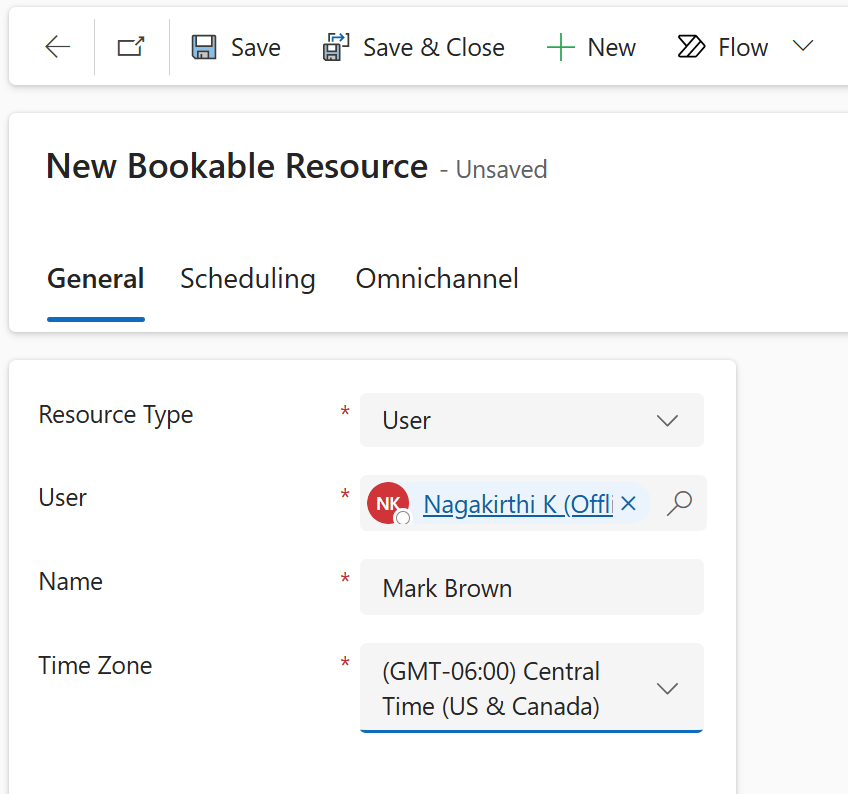 Save Save & Close New Flow
New Bookable Resource - Unsaved
General Scheduling Omnichannel
Resource Type * User
User * NK Nagakirthi K (Offli
Name * Mark Brown
Time Zone * (GMT-06:00) Central
Time (US & Canada)